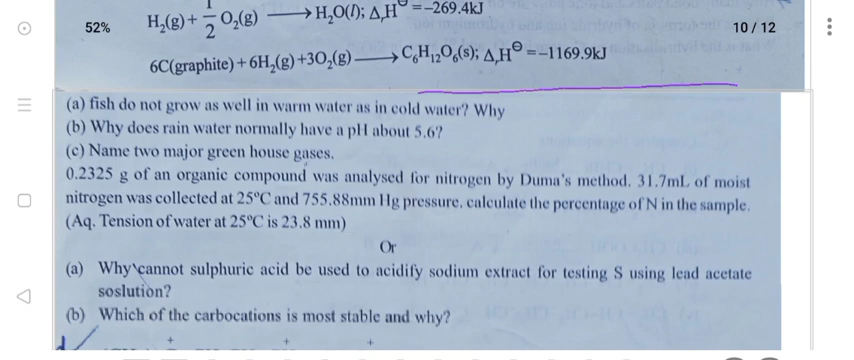 52%
10 / 12
H₂(g) + 1/2 O₂(g) ⟶ H₂O(l); ΔᵣH^⊖ = –269.4kJ
6C(graphite) + 6H₂(g) +3O₂(g) ⟶ C₆H₁₂O₆(s); ΔᵣH^⊖ = –1169.9kJ
(a) fish do not grow as well in warm water as in cold water? Why
(b) Why does rain water normally have a pH about 5.6?
(c) Name two major green house gases.
0.2325 g of an organic compound was analysed for nitrogen by Duma's method. 31.7mL of moist
nitrogen was collected at 25°C and 755.88mm Hg pressure. calculate the percentage of N in the sample.
(Aq. Tension of water at 25°C is 23.8 mm)
Or
(a) Why cannot sulphuric acid be used to acidify sodium extract for testing S using lead acetate
soslution?
(b) Which of the carbocations is most stable and why?